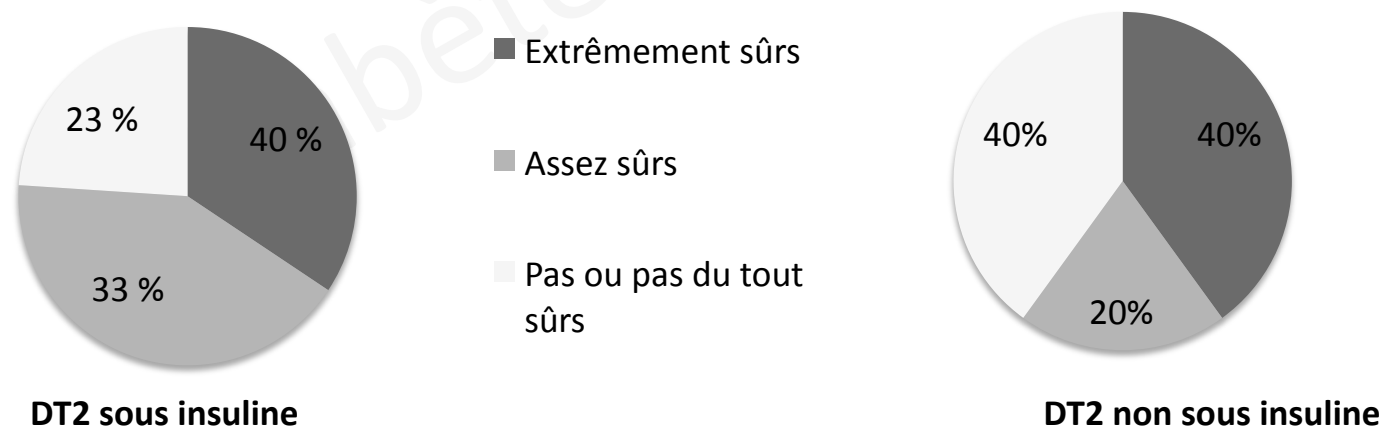 23 %
40 %
33 %
DT2 sous insuline
Extrêmement sûrs
Assez sûrs
Pas ou pas du tout
sûrs
40%
40%
20%
DT2 non sous insuline